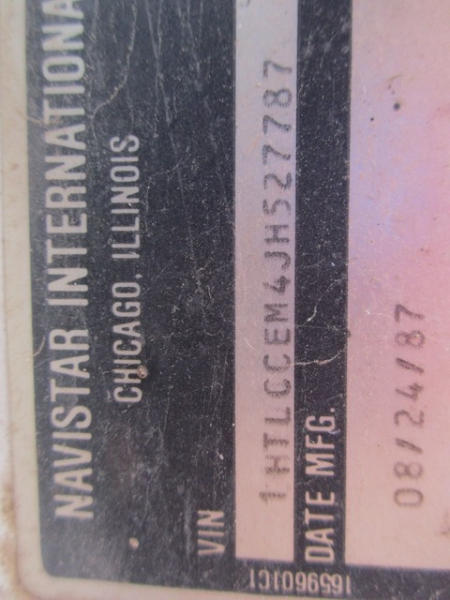 NAVISTAR INTERNATIONA
CHICAGO, ILLINOIS
VIN
1HTLCCEM4JH527787
DATE MFG.
08/24/87
1659601C1